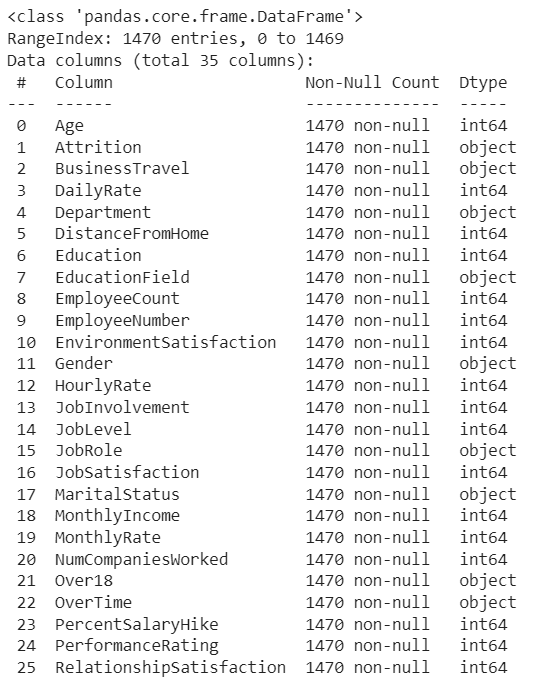 <class 'pandas.core.frame.DataFrame'>
RangeIndex: 1470 entries, 0 to 1469
Data columns (total 35 columns):
 #   Column                    Non-Null Count  Dtype
---  ------                    --------------  -----
 0   Age                       1470 non-null   int64
 1   Attrition                 1470 non-null   object
 2   BusinessTravel            1470 non-null   object
 3   DailyRate                 1470 non-null   int64
 4   Department                1470 non-null   object
 5   DistanceFromHome          1470 non-null   int64
 6   Education                 1470 non-null   int64
 7   EducationField            1470 non-null   object
 8   EmployeeCount             1470 non-null   int64
 9   EmployeeNumber            1470 non-null   int64
 10  EnvironmentSatisfaction   1470 non-null   int64
 11  Gender                    1470 non-null   object
 12  HourlyRate                1470 non-null   int64
 13  JobInvolvement            1470 non-null   int64
 14  JobLevel                  1470 non-null   int64
 15  JobRole                   1470 non-null   object
 16  JobSatisfaction           1470 non-null   int64
 17  MaritalStatus             1470 non-null   object
 18  MonthlyIncome             1470 non-null   int64
 19  MonthlyRate               1470 non-null   int64
 20  NumCompaniesWorked        1470 non-null   int64
 21  Over18                    1470 non-null   object
 22  OverTime                  1470 non-null   object
 23  PercentSalaryHike         1470 non-null   int64
 24  PerformanceRating         1470 non-null   int64
 25  RelationshipSatisfaction  1470 non-null   int64